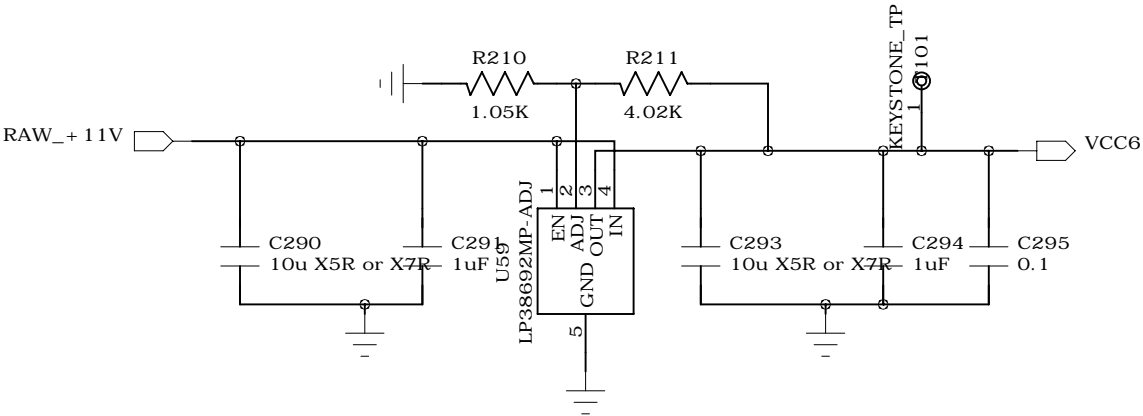 R210
1.05K
R211
4.02K
KEYSTONE_TP
J101
1
RAW_+11V
VCC6
1
2
3
4
EN
ADJ
OUT
IN
GND
5
U59
LP38692MP-ADJ
C290
10u X5R or X7R
C291
1uF
C293
10u X5R or X7R
C294
1uF
C295
0.1